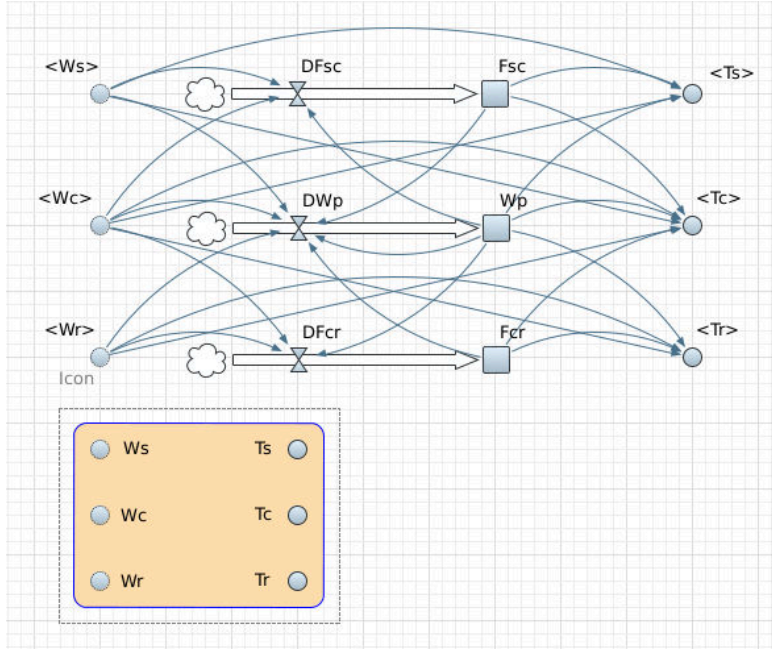 <Ws> DFsc Fsc <Ts>
<Wc> DWp Wp <Tc>
<Wr> DFcr Fcr <Tr>
Icon
Ws Ts
Wc Tc
Wr Tr